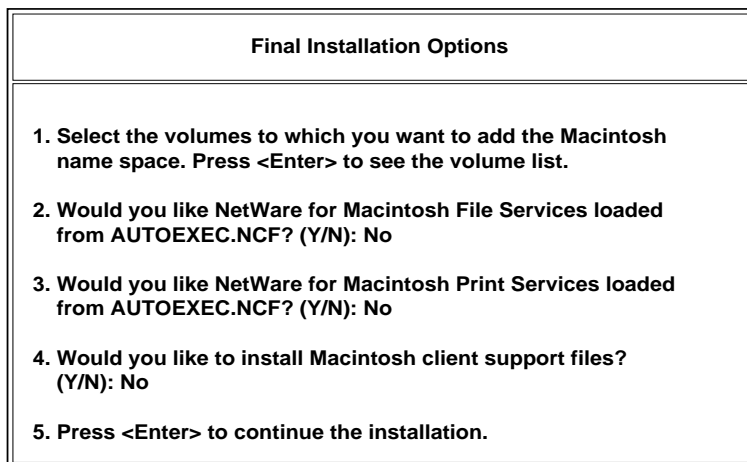 Final Installation Options
1. Select the volumes to which you want to add the Macintosh
name space. Press <Enter> to see the volume list.
2. Would you like NetWare for Macintosh File Services loaded
from AUTOEXEC.NCF? (Y/N): No
3. Would you like NetWare for Macintosh Print Services loaded
from AUTOEXEC.NCF? (Y/N): No
4. Would you like to install Macintosh client support files?
(Y/N): No
5. Press <Enter> to continue the installation.